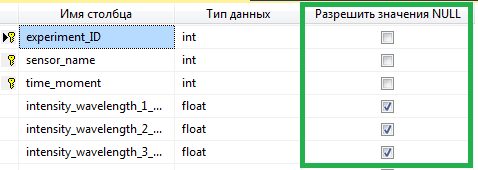 Имя столбца Тип данных Разрешить значения NULL
experiment_ID int
sensor_name int
time_moment int
intensity_wavelength_1_... float
intensity_wavelength_2_... float
intensity_wavelength_3_... float